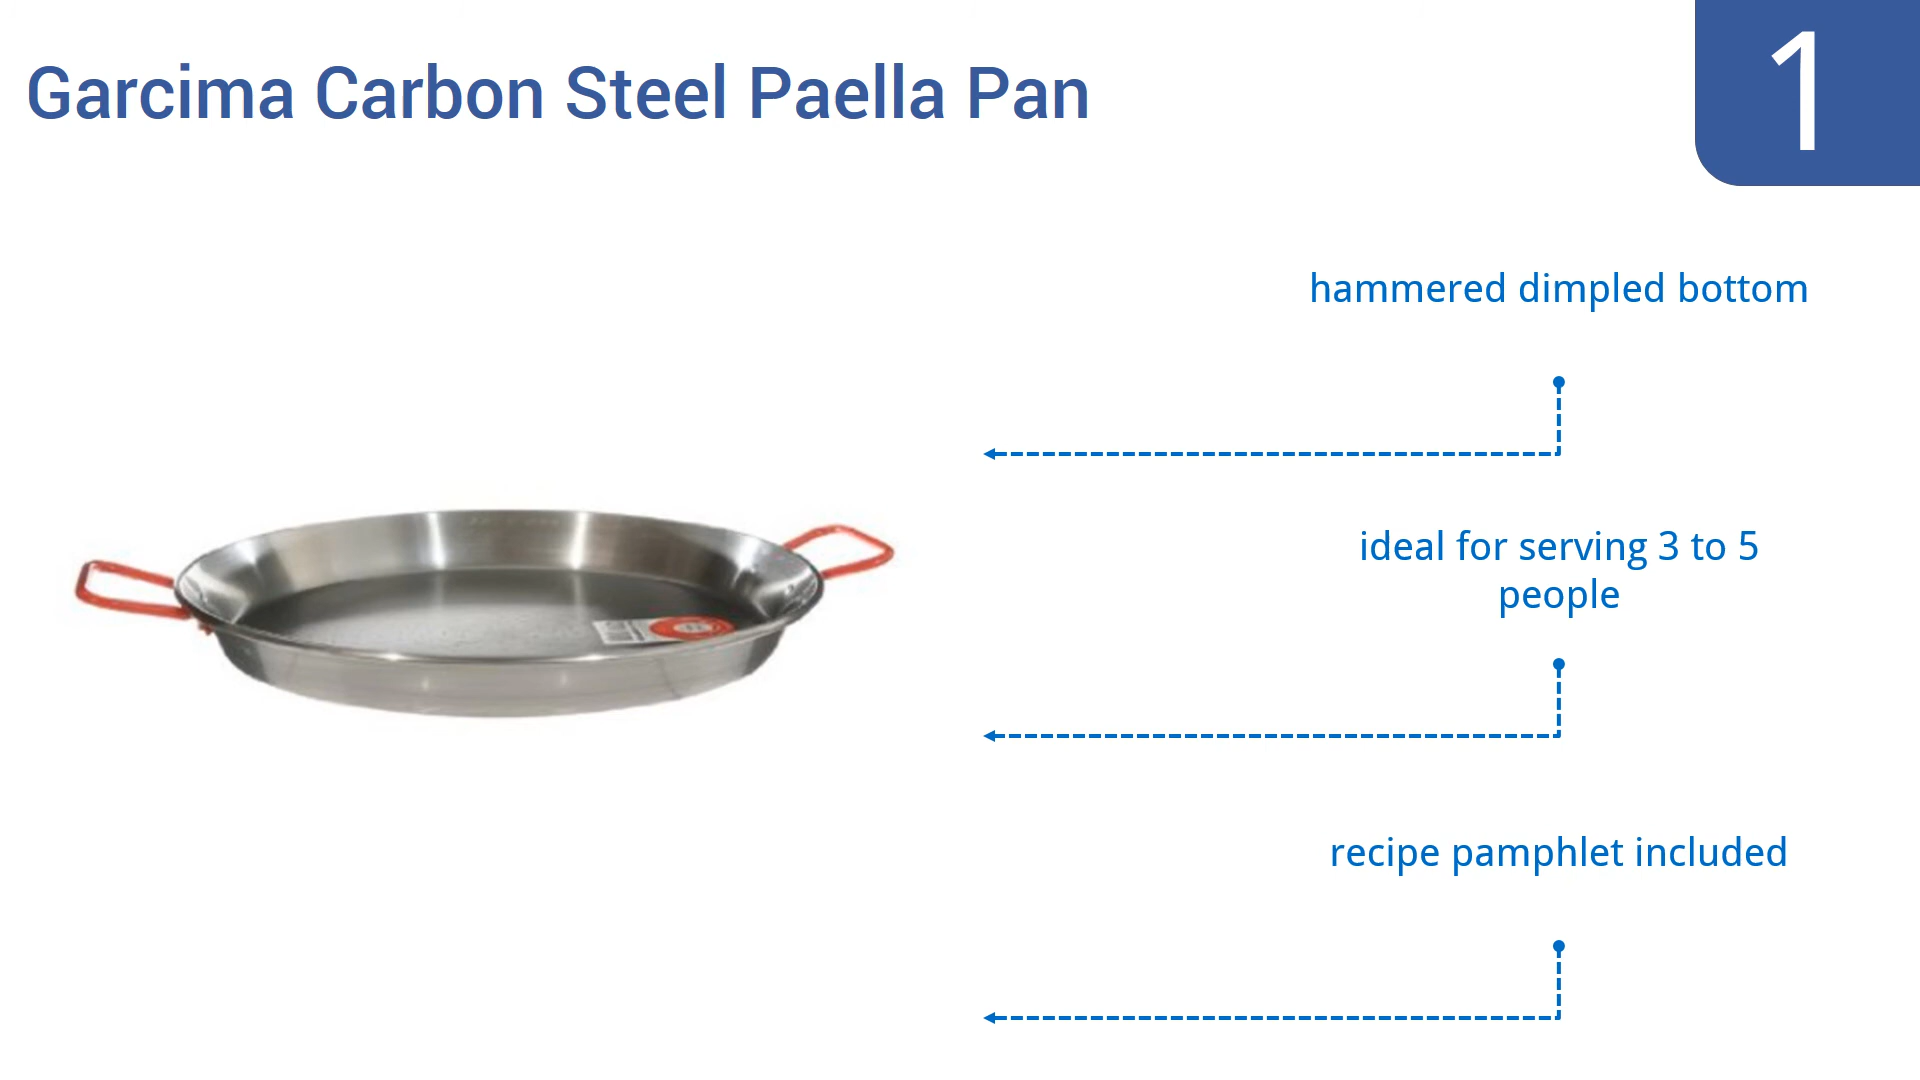 Garcima Carbon Steel Paella Pan
1
hammered dimpled bottom
ideal for serving 3 to 5
people
recipe pamphlet included